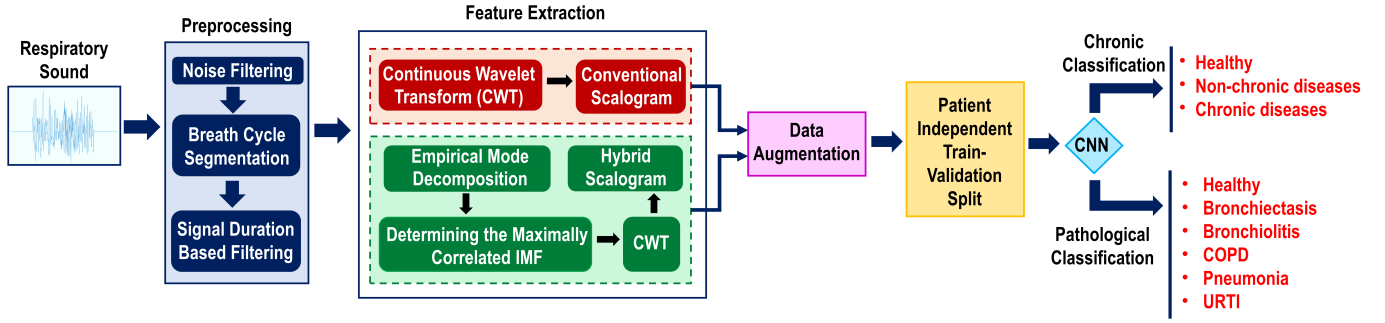 Respiratory
Sound
Preprocessing
Noise Filtering
Breath Cycle
Segmentation
Signal Duration
Based Filtering
Feature Extraction
Continuous Wavelet
Transform (CWT)
Conventional
Scalogram
Empirical Mode
Decomposition
Determining the Maximally
Correlated IMF
CWT
Hybrid
Scalogram
Data
Augmentation
Patient
Independent
Train-
Validation
Split
CNN
Chronic
Classification
• Healthy
• Non-chronic diseases
• Chronic diseases
Pathological
Classification
• Healthy
• Bronchiectasis
• Bronchiolitis
• COPD
• Pneumonia
• URTI